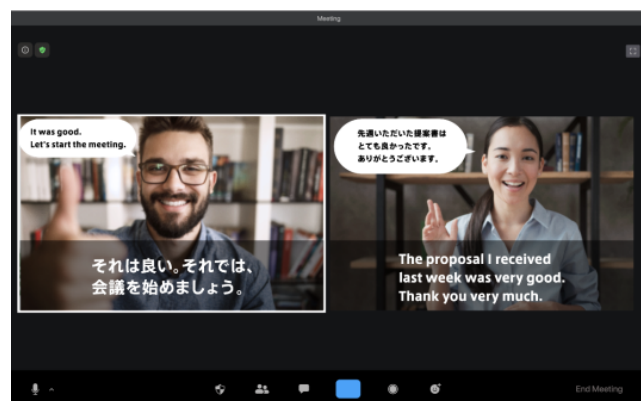 Meeting
It was good.
Let's start the meeting.
それは良い。それでは、
会議を始めましょう。
先週いただいた提案書は
とても良かったです。
ありがとうございます。
The proposal I received
last week was very good.
Thank you very much.
End Meeting